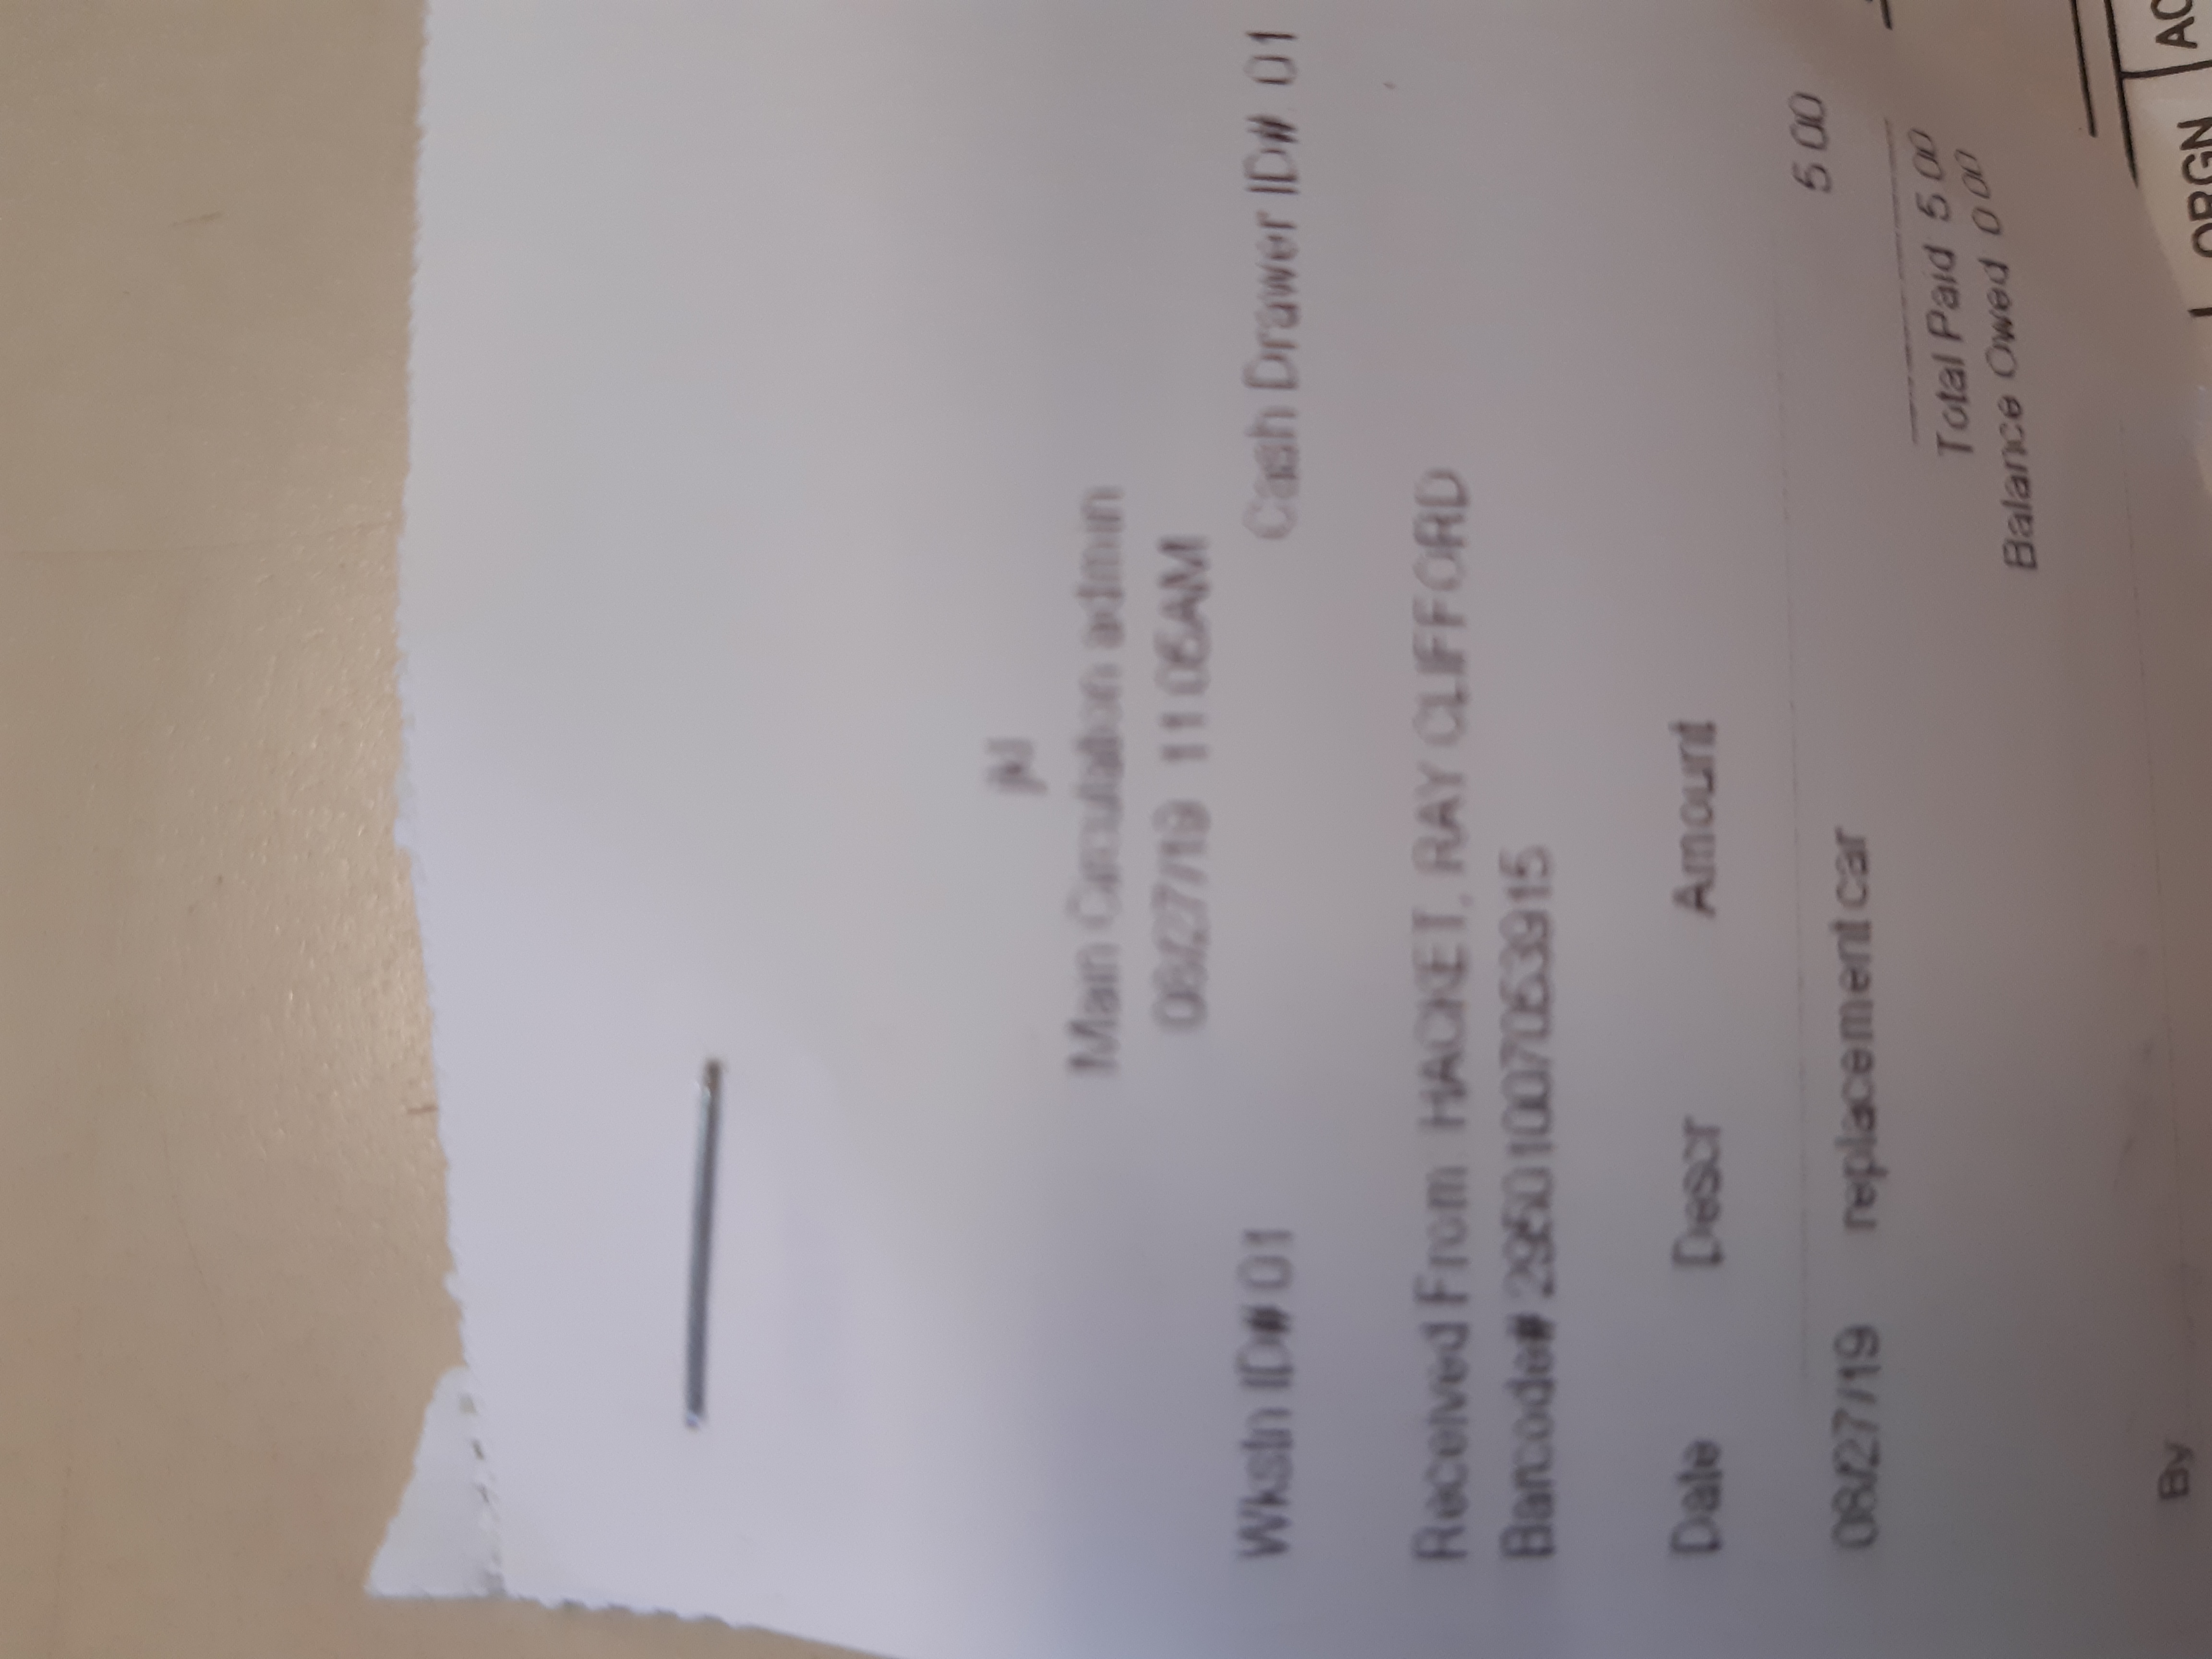 jkl
Main Circulation admin
08/27/19 11 06AM
Wkstn ID# 01 Cash Drawer ID# 01
Received From HACKET, RAY CLIFFORD
Barcode# 29501007063915
Date Descr Amount
08/27/19 replacement car 5 00
Total Paid 5 00
Balance Owed 0 00
By
ORGN